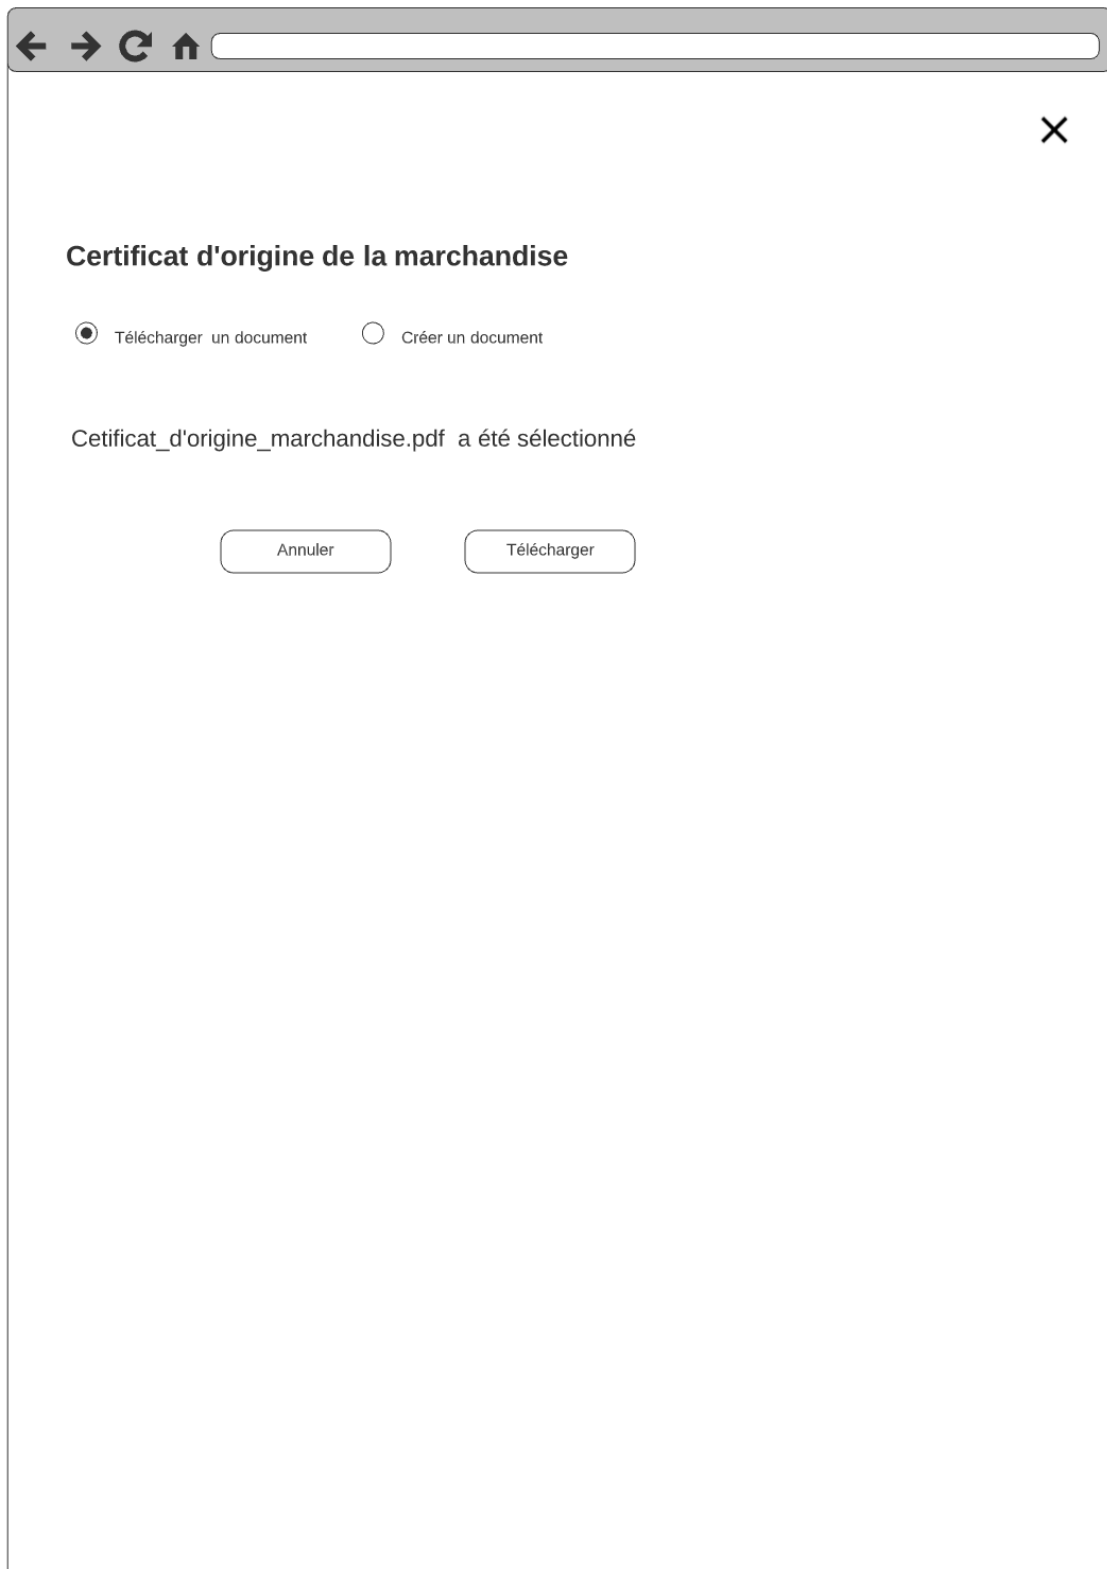 Certificat d'origine de la marchandise
Télécharger un document
Créer un document
Cetificat_d'origine_marchandise.pdf a été sélectionné
Annuler
Télécharger